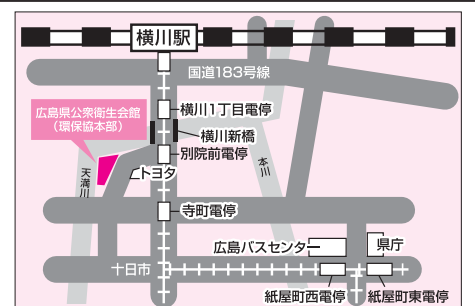 横川駅
国道183号線
広島県公衆衛生会館
（環保協本部）
横川1丁目電停
横川新橋
別院前電停
天満川
トヨタ
本川
寺町電停
広島バスセンター
県庁
十日市
紙屋町西電停
紙屋町東電停